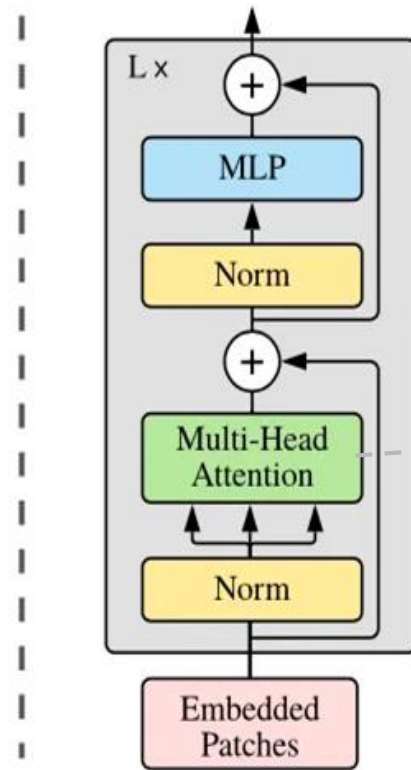 L ×
+
MLP
Norm
+
Multi-Head
Attention
Norm
Embedded
Patches